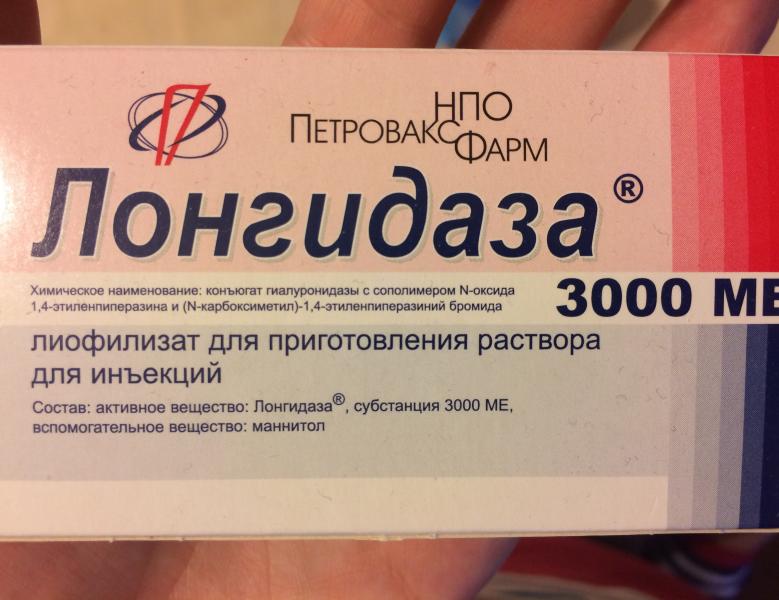 НПО
ПЕТРОВАКС
ФАРМ
Лонгидаза®
Химическое наименование: конъюгат гиалуронидазы с сополимером N-оксида
1,4-этиленпиперазина и (N-карбоксиметил)-1,4-этиленпиперазиний бромида
3000 МЕ
лиофилизат для приготовления раствора
для инъекций
Состав: активное вещество: Лонгидаза®, субстанция 3000 МЕ,
вспомогательное вещество: маннитол